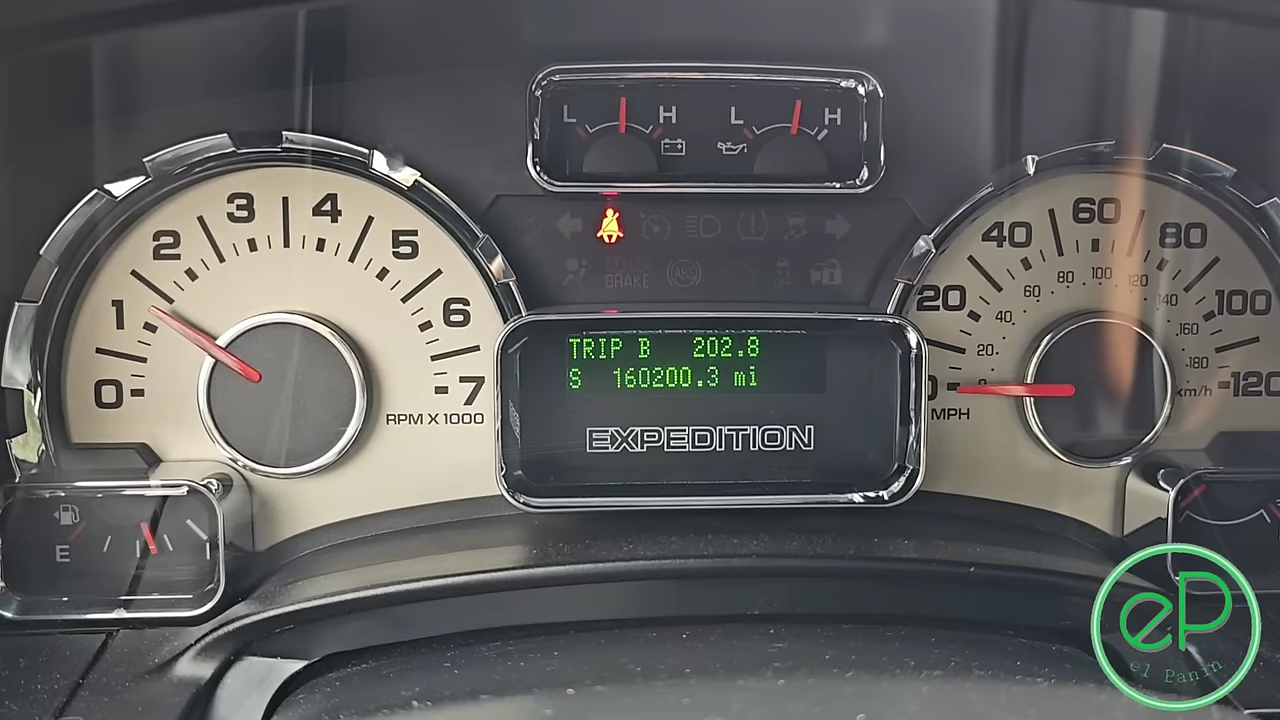 L H L H
0 1 2 3 4 5 6 7
RPM X 1000
BRAKE
ABS
TRIP B 202.8
S 160200.3 mi
EXPEDITION
20 40 60 80 100 120
0 20 40 60 80 100 120 140 160 180
MPH
km/h
E
eP
el Panin